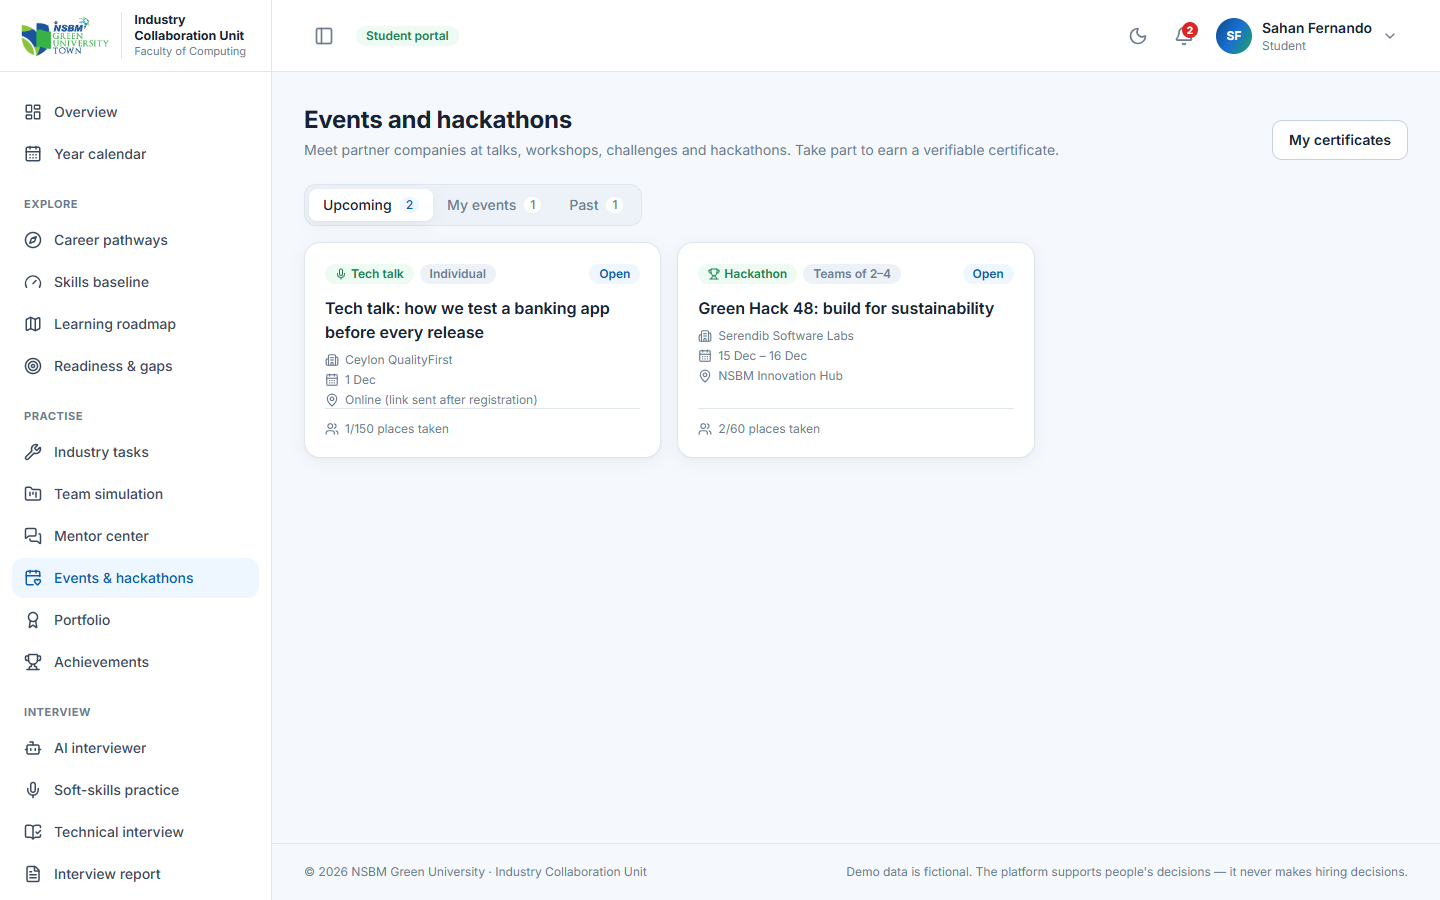 NSBM
GREEN
UNIVERSITY
TOWN
Industry
Collaboration Unit
Faculty of Computing
Student portal
2
SF
Sahan Fernando
Student
Overview
Year calendar
EXPLORE
Career pathways
Skills baseline
Learning roadmap
Readiness & gaps
PRACTISE
Industry tasks
Team simulation
Mentor center
Events & hackathons
Portfolio
Achievements
INTERVIEW
AI interviewer
Soft-skills practice
Technical interview
Interview report
Events and hackathons
Meet partner companies at talks, workshops, challenges and hackathons. Take part to earn a verifiable certificate.
My certificates
Upcoming 2 My events 1 Past 1
Tech talk Individual Open
Tech talk: how we test a banking app
before every release
Ceylon QualityFirst
1 Dec
Online (link sent after registration)
1/150 places taken
Hackathon Teams of 2–4 Open
Green Hack 48: build for sustainability
Serendib Software Labs
15 Dec – 16 Dec
NSBM Innovation Hub
2/60 places taken
© 2026 NSBM Green University · Industry Collaboration Unit
Demo data is fictional. The platform supports people's decisions — it never makes hiring decisions.